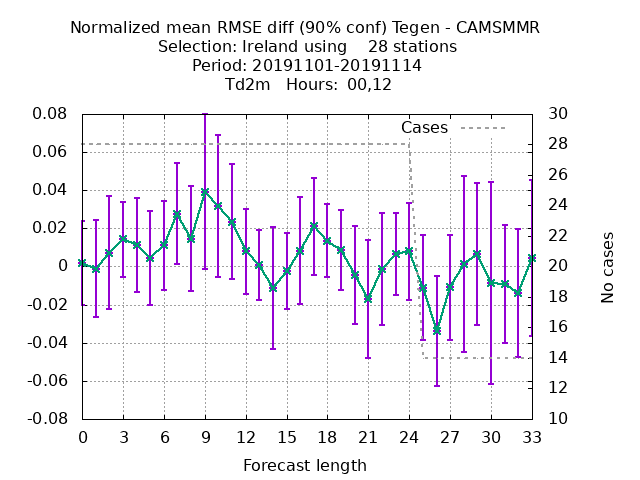 Normalized mean RMSE diff (90% conf) Tegen - CAMSMMR
Selection: Ireland using 28 stations
Period: 20191101-20191114
Td2m Hours: 00,12
Cases
0.08
0.06
0.04
0.02
0
-0.02
-0.04
-0.06
-0.08
30
28
26
24
22
20
18
16
14
12
10
No cases
0 3 6 9 12 15 18 21 24 27 30 33
Forecast length